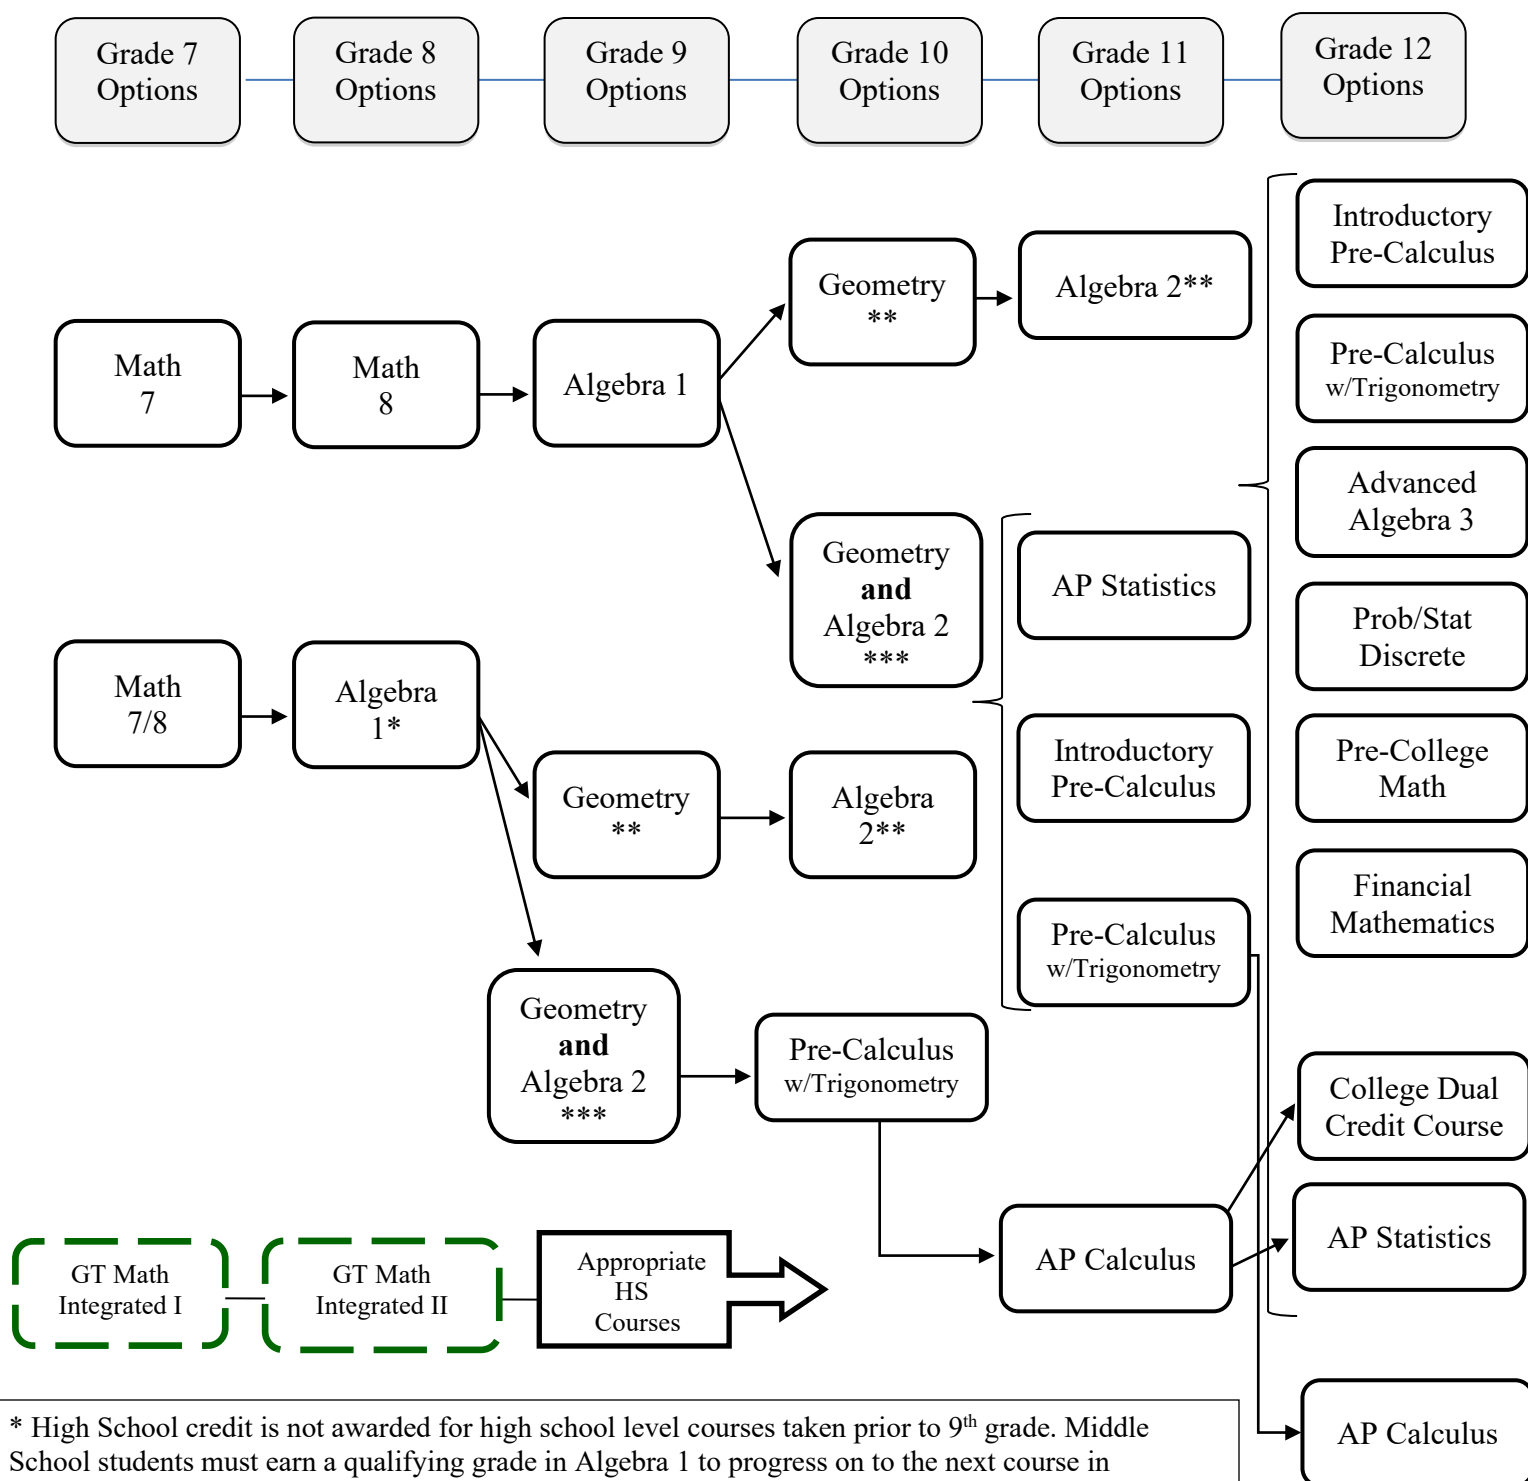 Grade 7
Options
Grade 8
Options
Grade 9
Options
Grade 10
Options
Grade 11
Options
Grade 12
Options
Math
7
Math
8
Algebra 1
Geometry
**
Algebra 2**
Geometry
and
Algebra 2
***
Math
7/8
Algebra
1*
Geometry
**
Algebra
2**
Geometry
and
Algebra 2
***
Pre-Calculus
w/Trigonometry
AP Statistics
Introductory
Pre-Calculus
Pre-Calculus
w/Trigonometry
AP Calculus
Introductory
Pre-Calculus
Pre-Calculus
w/Trigonometry
Advanced
Algebra 3
Prob/Stat
Discrete
Pre-College
Math
Financial
Mathematics
College Dual
Credit Course
AP Statistics
AP Calculus
GT Math
Integrated I
GT Math
Integrated II
Appropriate
HS
Courses
* High School credit is not awarded for high school level courses taken prior to 9th grade. Middle
School students must earn a qualifying grade in Algebra 1 to progress on to the next course in